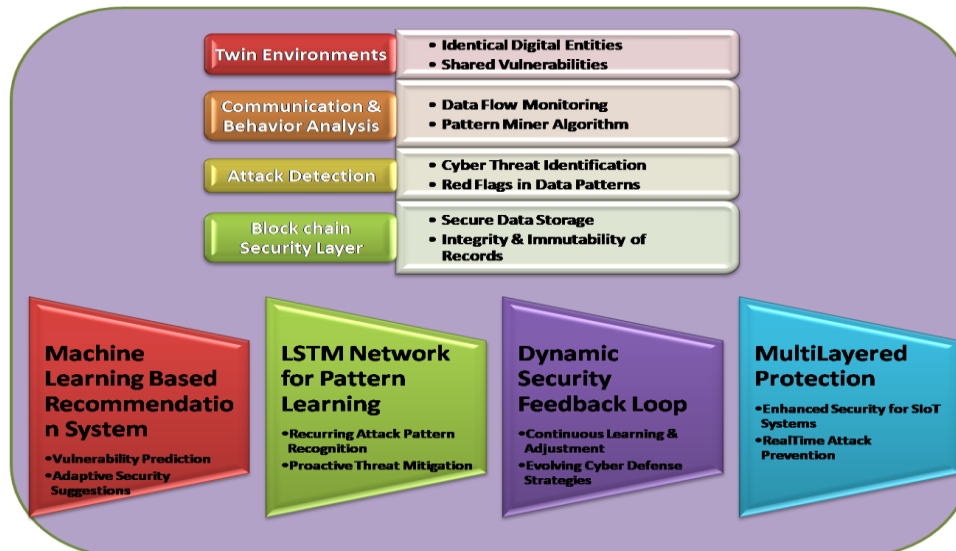 Twin Environments
• Identical Digital Entities
• Shared Vulnerabilities
Communication &
Behavior Analysis
• Data Flow Monitoring
• Pattern Miner Algorithm
Attack Detection
• Cyber Threat Identification
• Red Flags in Data Patterns
Block chain
Security Layer
• Secure Data Storage
• Integrity & Immutability of
Records
Machine
Learning Based
Recommendatio
n System
•Vulnerability Prediction
•Adaptive Security
Suggestions
LSTM Network
for Pattern
Learning
•Recurring Attack Pattern
Recognition
•Proactive Threat Mitigation
Dynamic
Security
Feedback Loop
•Continuous Learning &
Adjustment
•Evolving Cyber Defense
Strategies
MultiLayered
Protection
•Enhanced Security for SIoT
Systems
•RealTime Attack
Prevention